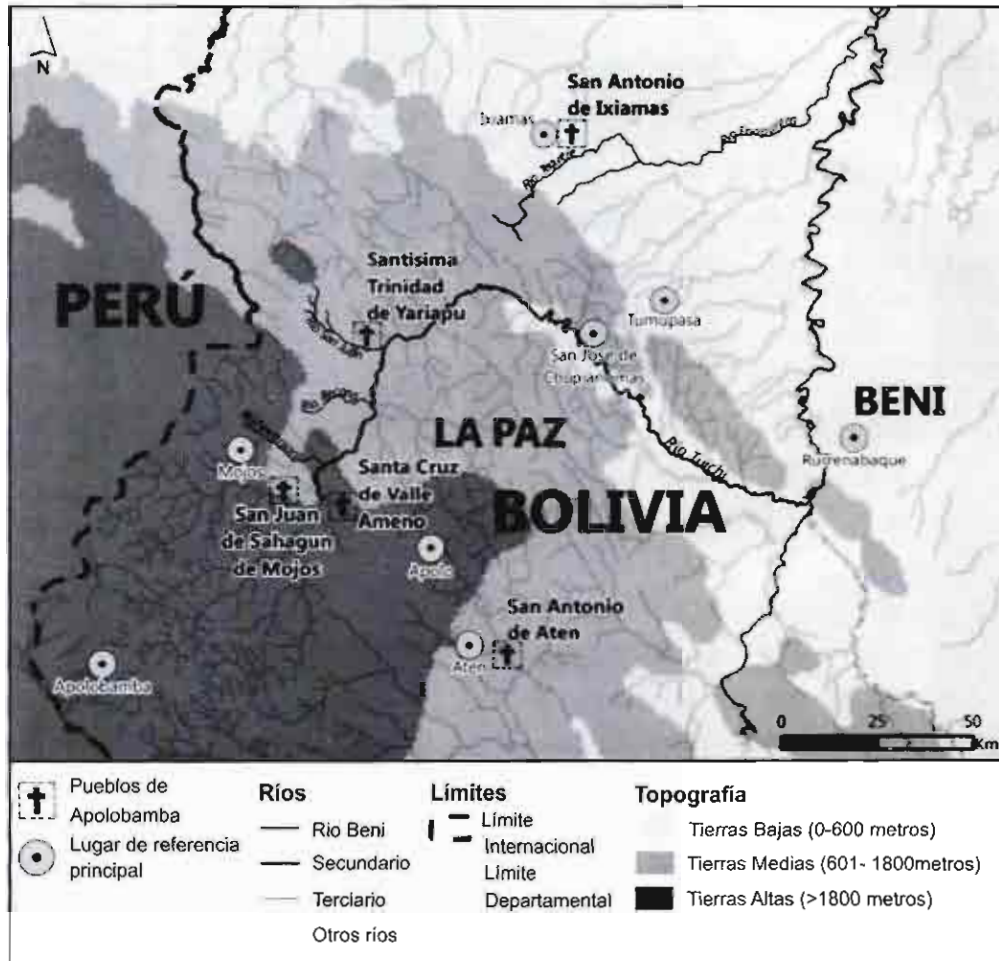 N
San Antonio
de Ixiamas
Ixiamas
Santisima
Trinidad
de Yariapu
PERÚ
Tumupasa
San José de
BENI
LA PAZ
Rurrenabaque
Río Tuichi
Mojos
Santa Cruz
de Valle
Ameno
BOLIVIA
San Juan
de Sahagun
de Mojos
Apolo
San Antonio
de Aten
Aten
Apolobamba
0 25 50
Km
Pueblos de
Apolobamba
Lugar de referencia
principal
Ríos
Rio Beni
Secundario
Terciario
Otros ríos
Límites
Límite
Internacional
Límite
Departamental
Topografía
Tierras Bajas (0-600 metros)
Tierras Medias (601- 1800metros)
Tierras Altas (>1800 metros)